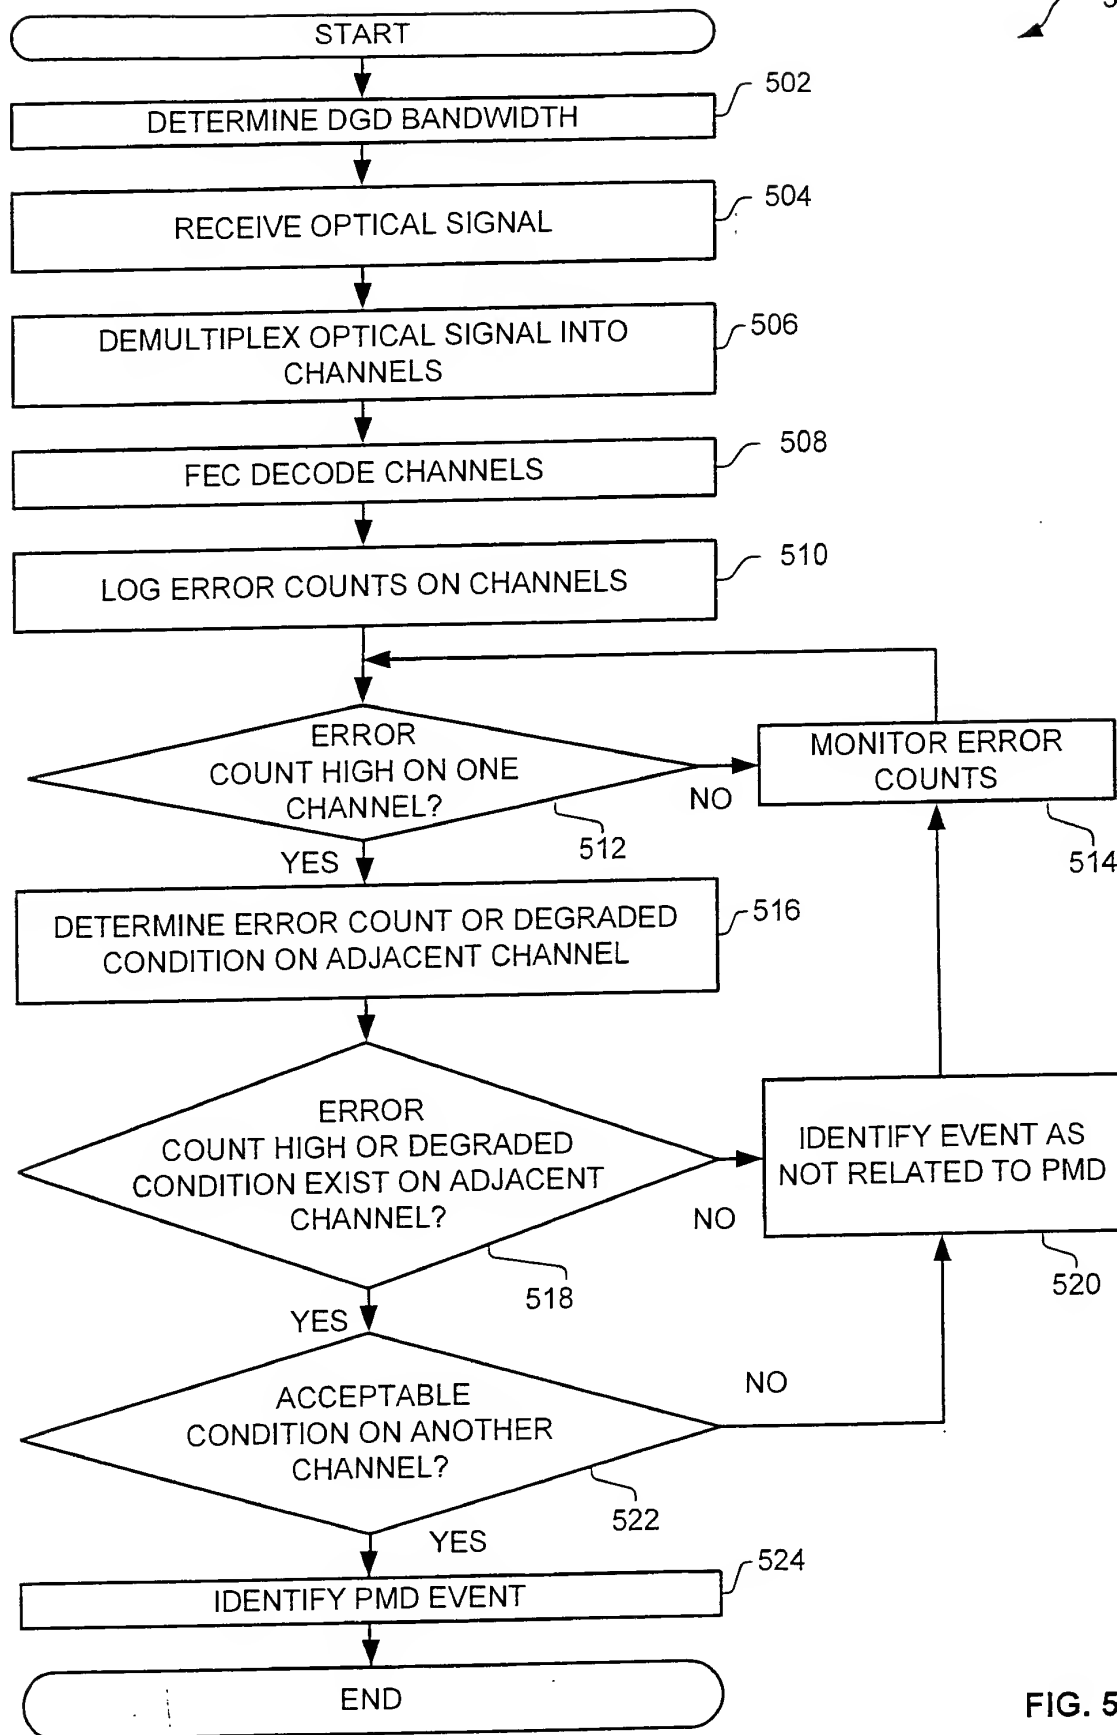 5
START
502
DETERMINE DGD BANDWIDTH
504
RECEIVE OPTICAL SIGNAL
506
DEMULTIPLEX OPTICAL SIGNAL INTO
CHANNELS
508
FEC DECODE CHANNELS
510
LOG ERROR COUNTS ON CHANNELS
ERROR
COUNT HIGH ON ONE
CHANNEL?
NO
512
YES
MONITOR ERROR
COUNTS
514
516
DETERMINE ERROR COUNT OR DEGRADED
CONDITION ON ADJACENT CHANNEL
ERROR
COUNT HIGH OR DEGRADED
CONDITION EXIST ON ADJACENT
CHANNEL?
NO
518
YES
IDENTIFY EVENT AS
NOT RELATED TO PMD
520
ACCEPTABLE
CONDITION ON ANOTHER
CHANNEL?
NO
522
YES
524
IDENTIFY PMD EVENT
END
FIG. 5